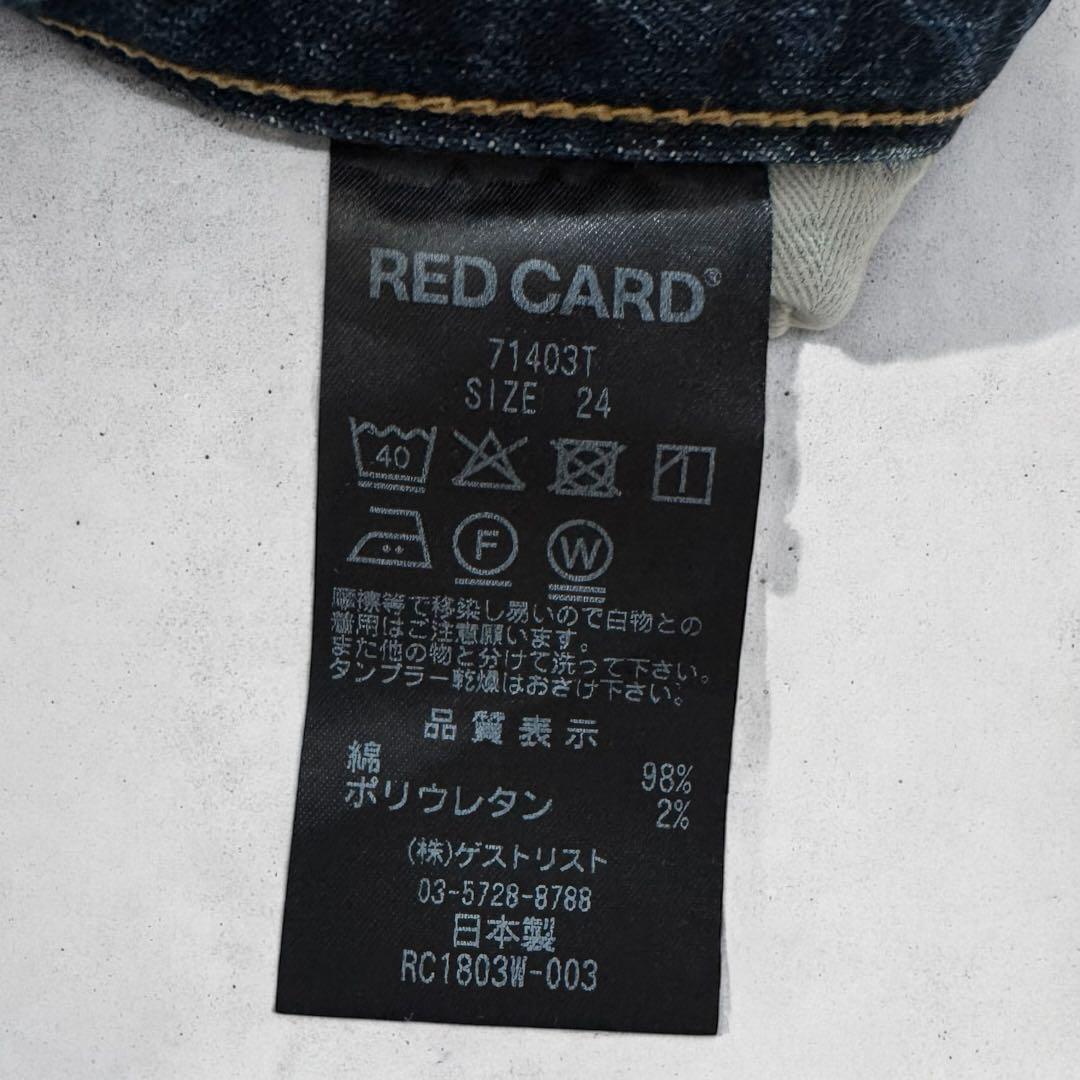 RED CARD®
71403T
SIZE 24
40
F W
摩擦等で移染し易いので白物との
着用はご注意願います。
また他の物と分けて洗って下さい。
タンブラー乾燥はおさけ下さい。
品質表示
綿 98%
ポリウレタン 2%
(株)ゲストリスト
03-5728-8788
日本製
RC1803W-003